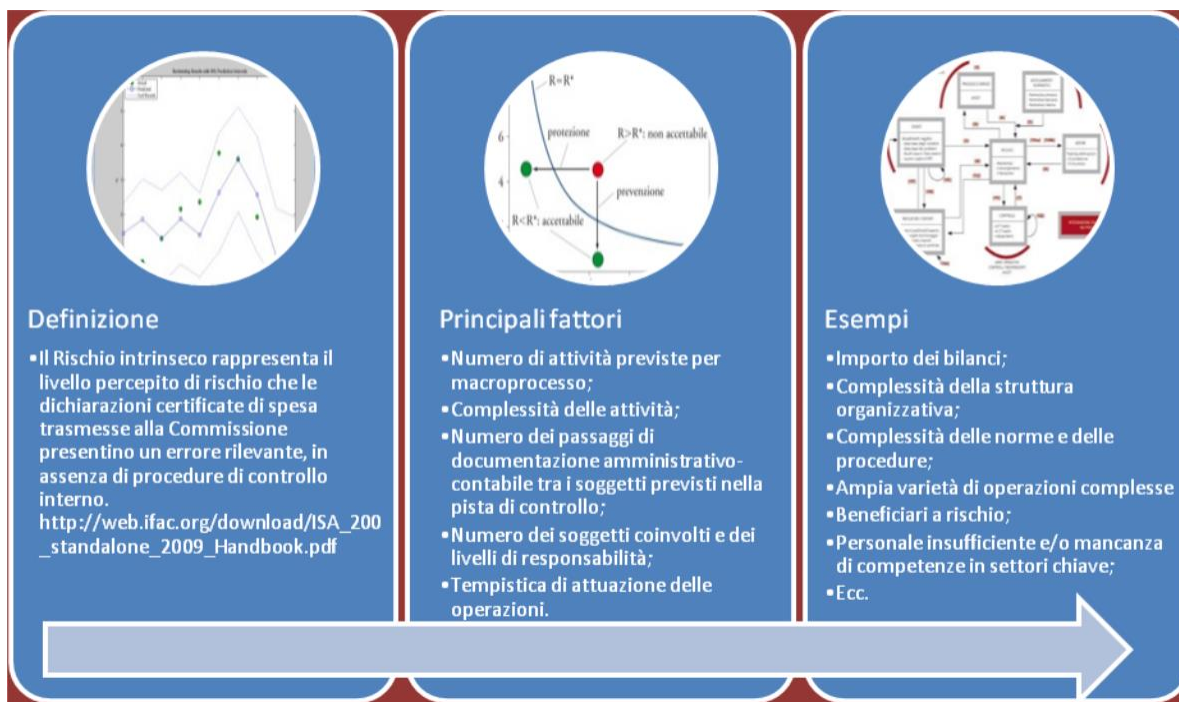 R=R*
6
protezione
R>R*: non accettabile
4
prevenzione
R<R*: accettabile
Definizione
•Il Rischio intrinseco rappresenta il
livello percepito di rischio che le
dichiarazioni certificate di spesa
trasmesse alla Commissione
presentino un errore rilevante, in
assenza di procedure di controllo
interno.
http://web.ifac.org/download/ISA_200
_standalone_2009_Handbook.pdf
Principali fattori
•Numero di attività previste per
macroprocesso;
•Complessità delle attività;
•Numero dei passaggi di
documentazione amministrativo-
contabile tra i soggetti previsti nella
pista di controllo;
•Numero dei soggetti coinvolti e dei
livelli di responsabilità;
•Tempistica di attuazione delle
operazioni.
Esempi
•Importo dei bilanci;
•Complessità della struttura
organizzativa;
•Complessità delle norme e delle
procedure;
•Ampia varietà di operazioni complesse
•Beneficiari a rischio;
•Personale insufficiente e/o mancanza
di competenze in settori chiave;
•Ecc.